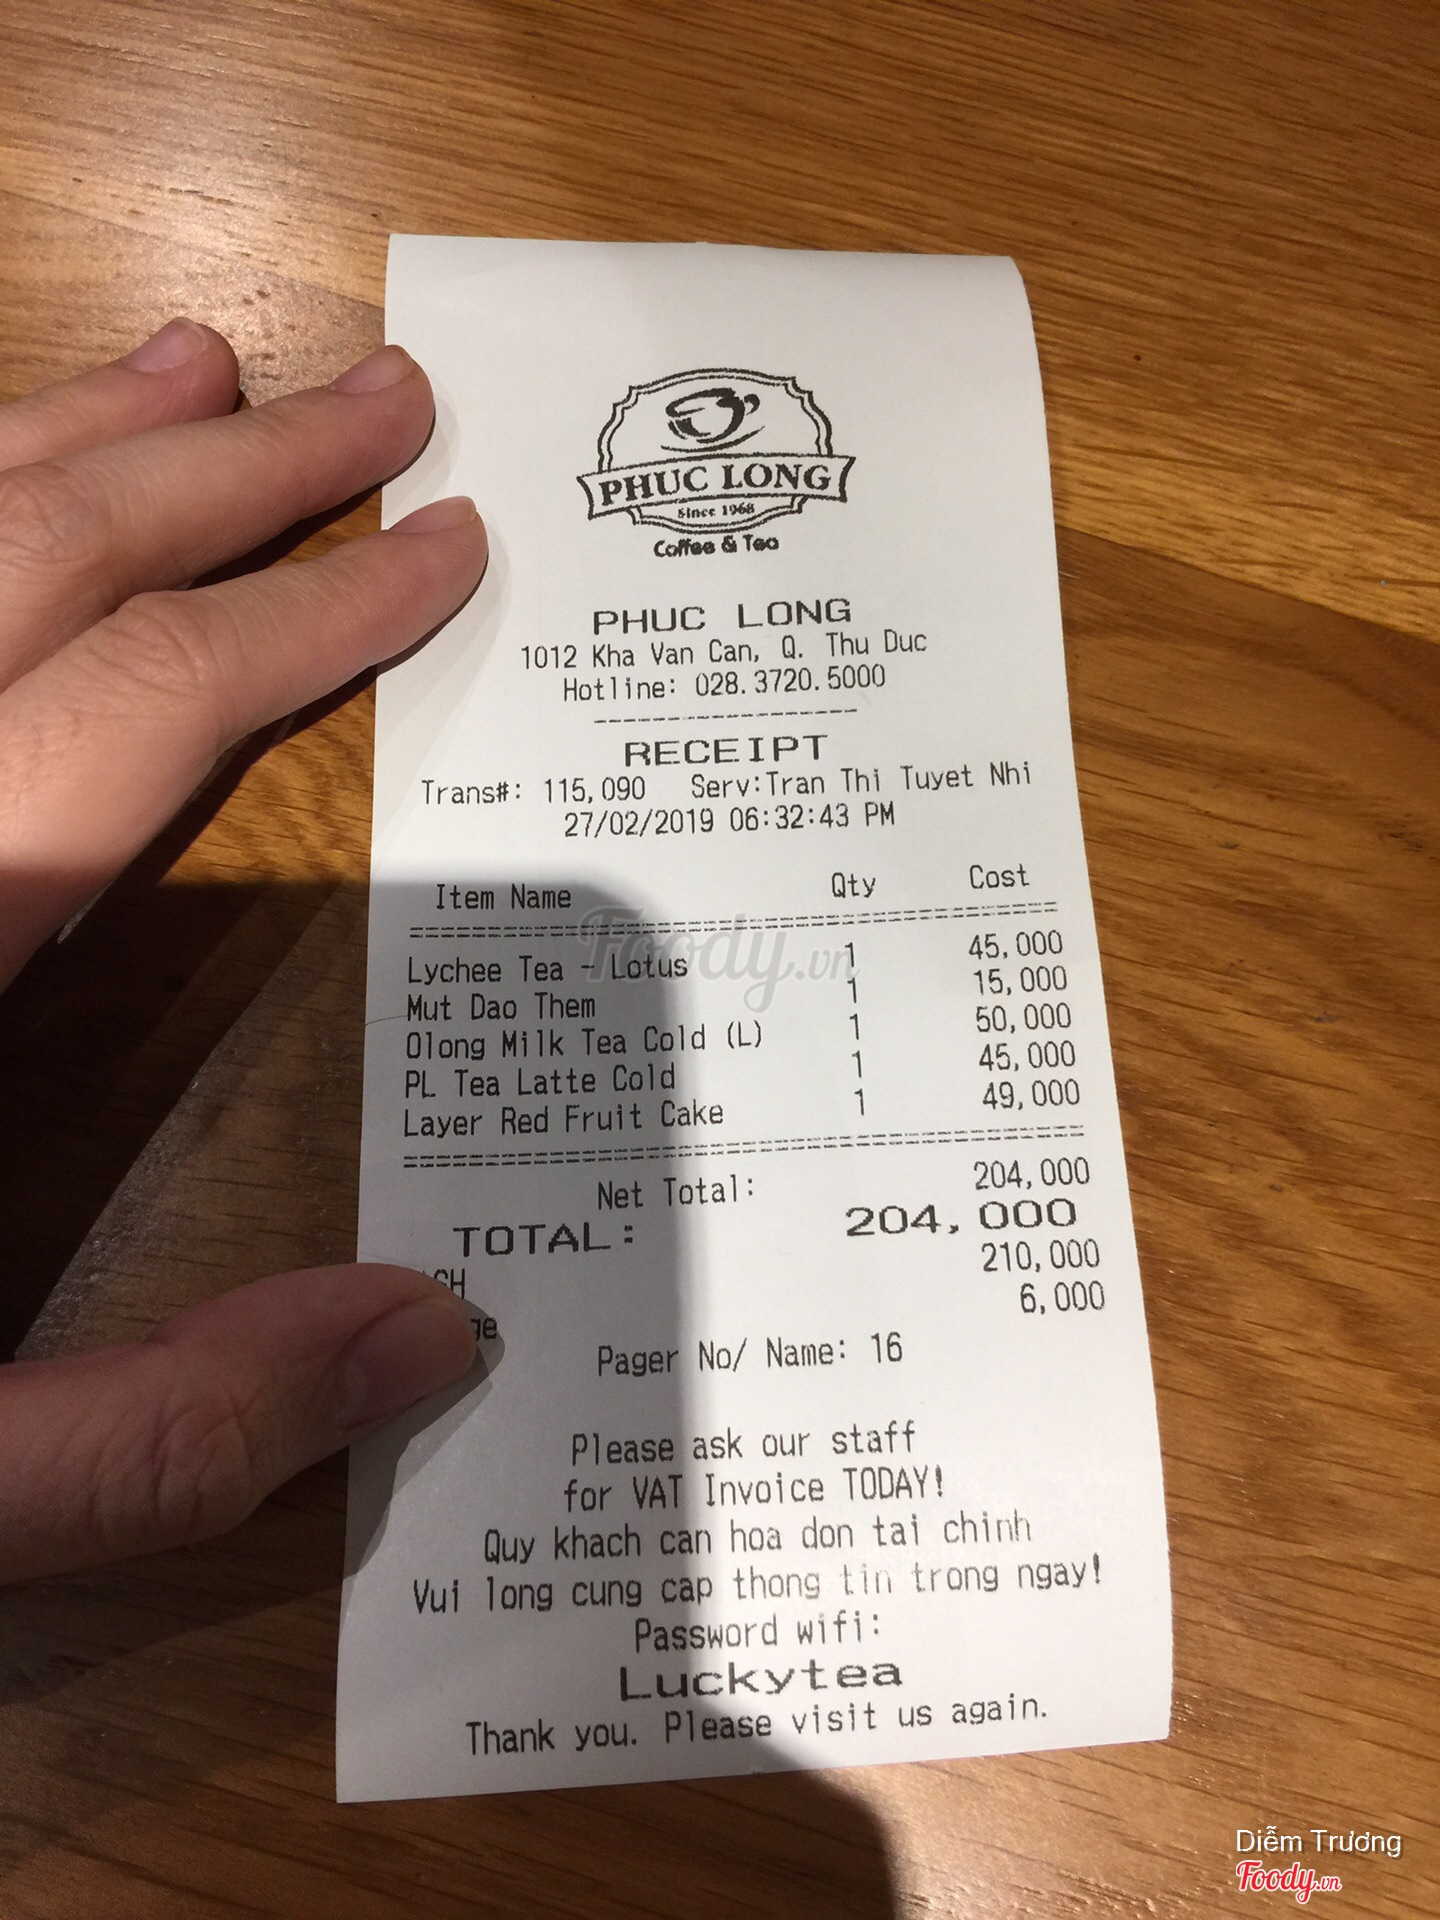 PHUC LONG
Since 1968
Coffee & Tea
PHUC LONG
1012 Kha Van Can, Q. Thu Duc
Hotline: 028.3720.5000
RECEIPT
Trans#: 115,090 Serv:Tran Thi Tuyet Nhi
27/02/2019 06:32:43 PM
Item Name Qty Cost
Lychee Tea - Lotus 1 45,000
Mut Dao Them 1 15,000
Olong Milk Tea Cold (L) 1 50,000
PL Tea Latte Cold 1 45,000
Layer Red Fruit Cake 1 49,000
Net Total: 204,000
TOTAL: 204,000
210,000
6,000
Pager No/ Name: 16
Please ask our staff
for VAT Invoice TODAY!
Quy khach can hoa don tai chinh
Vui long cung cap thong tin trong ngay!
Password wifi:
Luckytea
Thank you. Please visit us again.
Foody.vn
Diễm Trương
Foody.vn